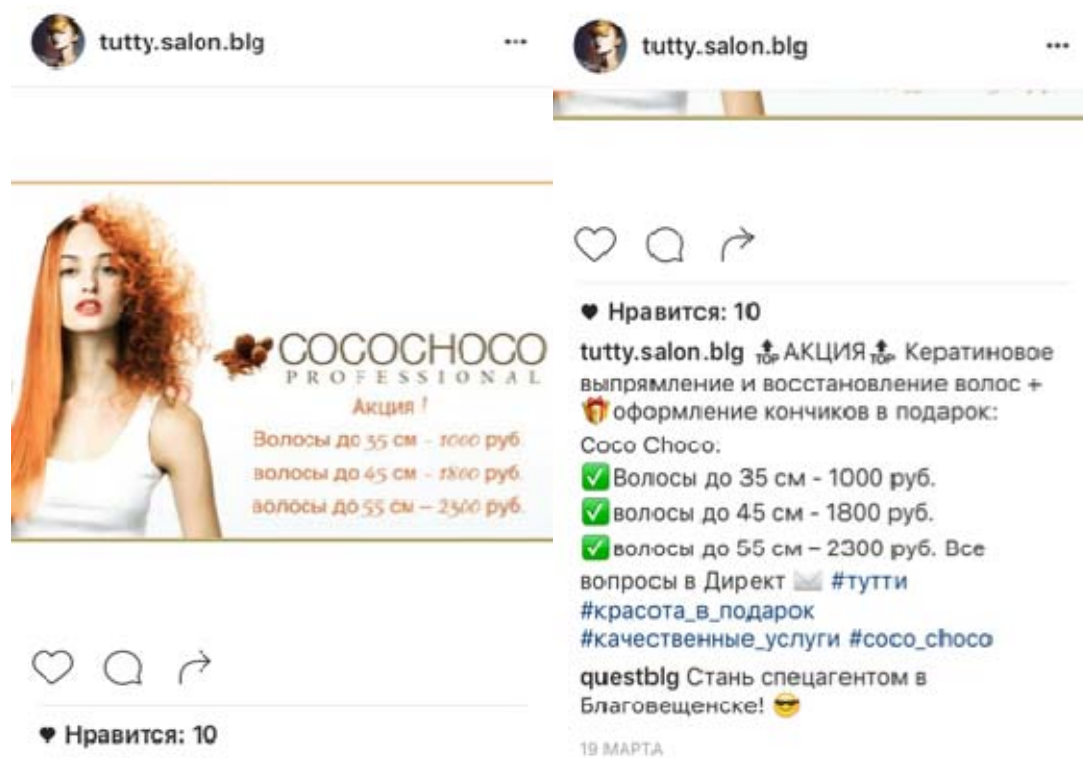 tutty.salon.blg
COCOCHOCO
PROFESSIONAL
Акция !
Волосы до 35 см - 1000 руб.
волосы до 45 см - 1800 руб.
волосы до 55 см – 2300 руб.
Нравится: 10
tutty.salon.blg
Нравится: 10
tutty.salon.blg 🔝АКЦИЯ🔝 Кератиновое
выпрямление и восстановление волос +
🎁оформление кончиков в подарок:
Coco Choco.
✅Волосы до 35 см - 1000 руб.
✅волосы до 45 см - 1800 руб.
✅волосы до 55 см – 2300 руб. Все
вопросы в Директ ✉️ #тутти
#красота_в_подарок
#качественные_услуги #coco_choco
questblg Стань спецагентом в
Благовещенске! 😎
19 МАРТА